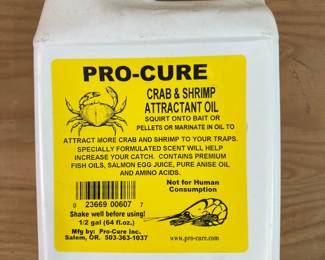 PRO-CURE
CRAB & SHRIMP
ATTRACTANT OIL
SQUIRT ONTO BAIT OR
PELLETS OR MARINATE IN OIL TO
ATTRACT MORE CRAB AND SHRIMP TO YOUR TRAPS.
SPECIALLY FORMULATED SCENT WILL HELP
INCREASE YOUR CATCH. CONTAINS PREMIUM
FISH OILS, SALMON EGG JUICE, PURE ANISE OIL
AND AMINO ACIDS.
Not for Human
Consumption
0 23669 00607 7
Shake well before using!
1/2 gal (64 fl.oz.)
Mfg by: Pro-Cure Inc.
Salem, OR. 503-363-1037
www.pro-cure.com